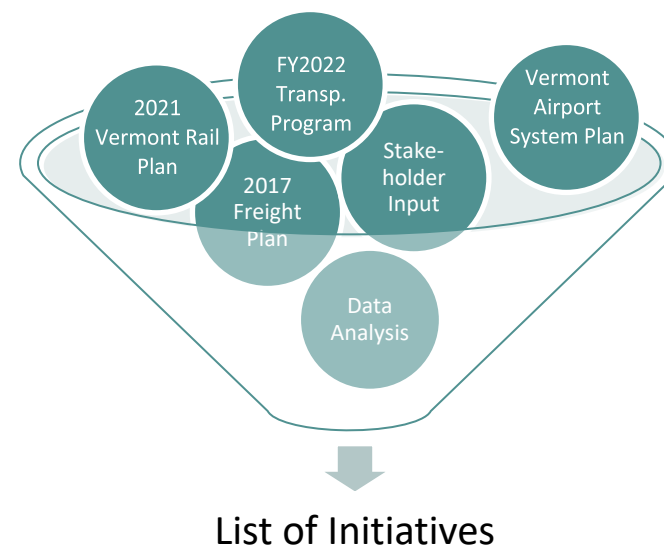 FY2022
Transp.
Program
Vermont
Airport
System Plan
2021
Vermont Rail
Plan
Stake-
holder
Input
2017
Freight
Plan
Data
Analysis
List of Initiatives